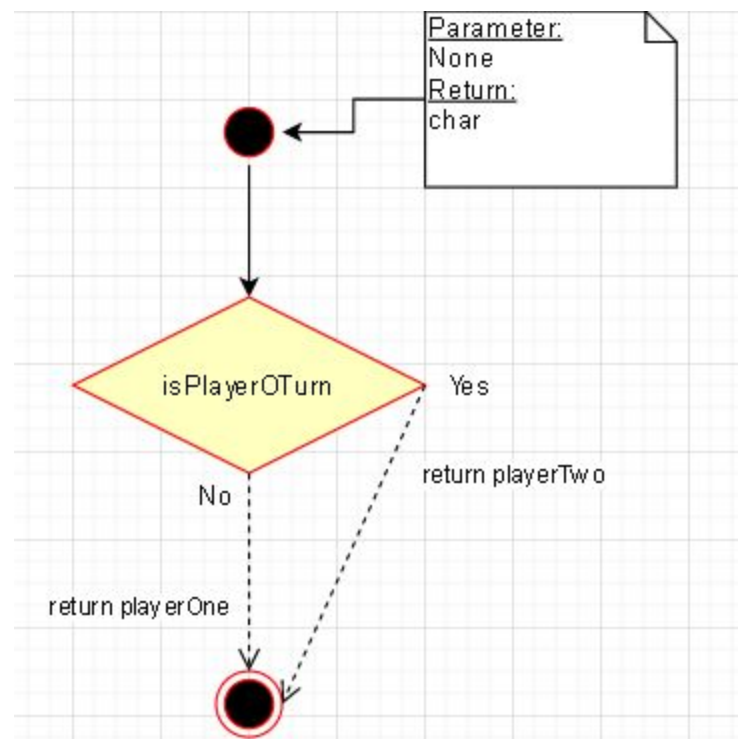 Parameter:
None
Return:
char
isPlayerOTurn
Yes
return playerTwo
No
return playerOne